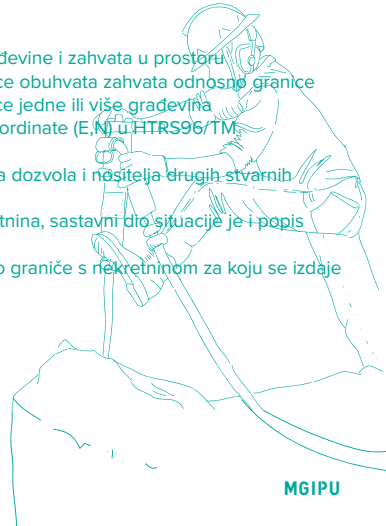 đevine i zahvata u prostoru
ce obuhvata zahvata odnosno granice
ce jedne ili više građevina
ordinate (E,N) u HTRS96/TM
a dozvola i nositelja drugih stvarnih
tnina, sastavni dio situacije je i popis
o graniče s nekretninom za koju se izdaje
MGIPU